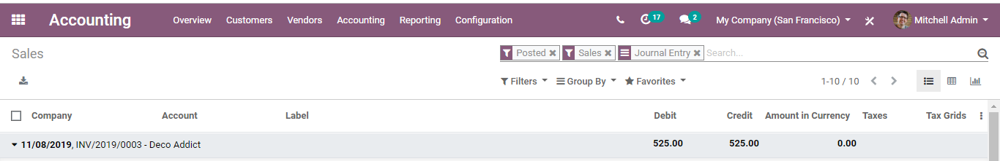 Accounting Overview Customers Vendors Accounting Reporting Configuration 17 2 My Company (San Francisco) Mitchell Admin
Sales Posted Sales Journal Entry Search...
Filters Group By Favorites 1-10 / 10
Company Account Label Debit Credit Amount in Currency Taxes Tax Grids
11/08/2019, INV/2019/0003 - Deco Addict 525.00 525.00 0.00